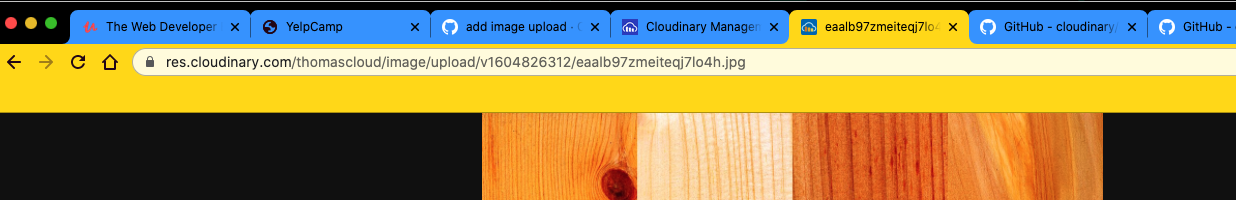 The Web Developer
YelpCamp
add image upload ·
Cloudinary Managem
eaalb97zmeiteqj7lo4
GitHub - cloudinary/
GitHub -
res.cloudinary.com/thomascloud/image/upload/v1604826312/eaalb97zmeiteqj7lo4h.jpg